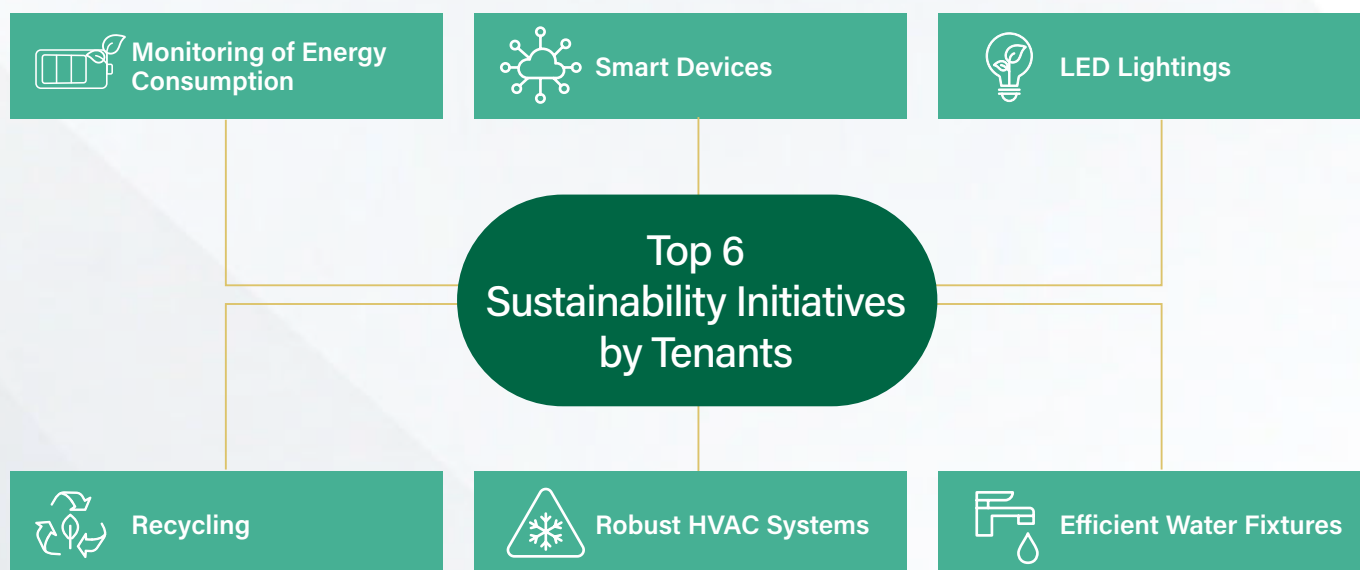 Monitoring of Energy
Consumption
Smart Devices
LED Lightings
Top 6
Sustainability Initiatives
by Tenants
Recycling
Robust HVAC Systems
Efficient Water Fixtures